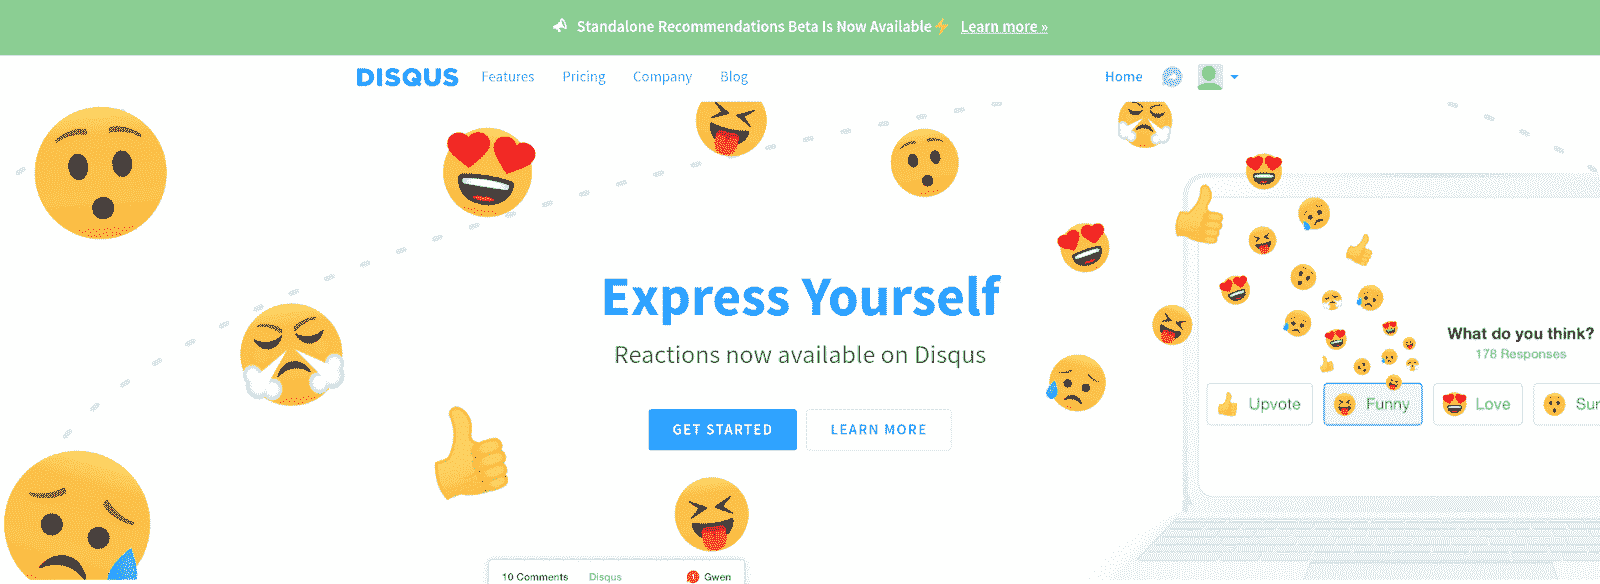 Standalone Recommendations Beta Is Now Available⚡ Learn more »
DISQUS Features Pricing Company Blog Home
Express Yourself
Reactions now available on Disqus
GET STARTED LEARN MORE
What do you think?
178 Responses
Upvote Funny Love Sur
10 Comments Disqus 1 Gwen